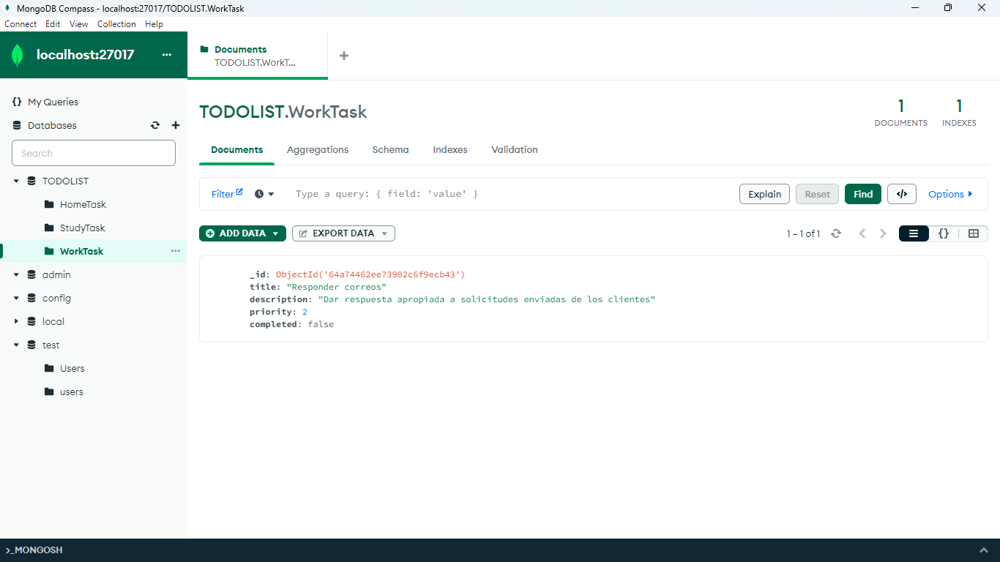 MongoDB Compass - localhost:27017/TODOLIST.WorkTask
Connect Edit View Collection Help
localhost:27017 ...
Documents
TODOLIST.WorkT...
+
{} My Queries
Databases
Search
TODOLIST
HomeTask
StudyTask
WorkTask ...
admin
config
local
test
Users
users
TODOLIST.WorkTask
1 DOCUMENTS
1 INDEXES
Documents Aggregations Schema Indexes Validation
Filter Type a query: { field: 'value' } Explain Reset Find </> Options
ADD DATA EXPORT DATA 1 – 1 of 1 {}
_id: ObjectId('64a74462ee73902c6f9ecb43')
title: "Responder correos"
description: "Dar respuesta apropiada a solicitudes enviadas de los clientes"
priority: 2
completed: false
>_MONGOSH